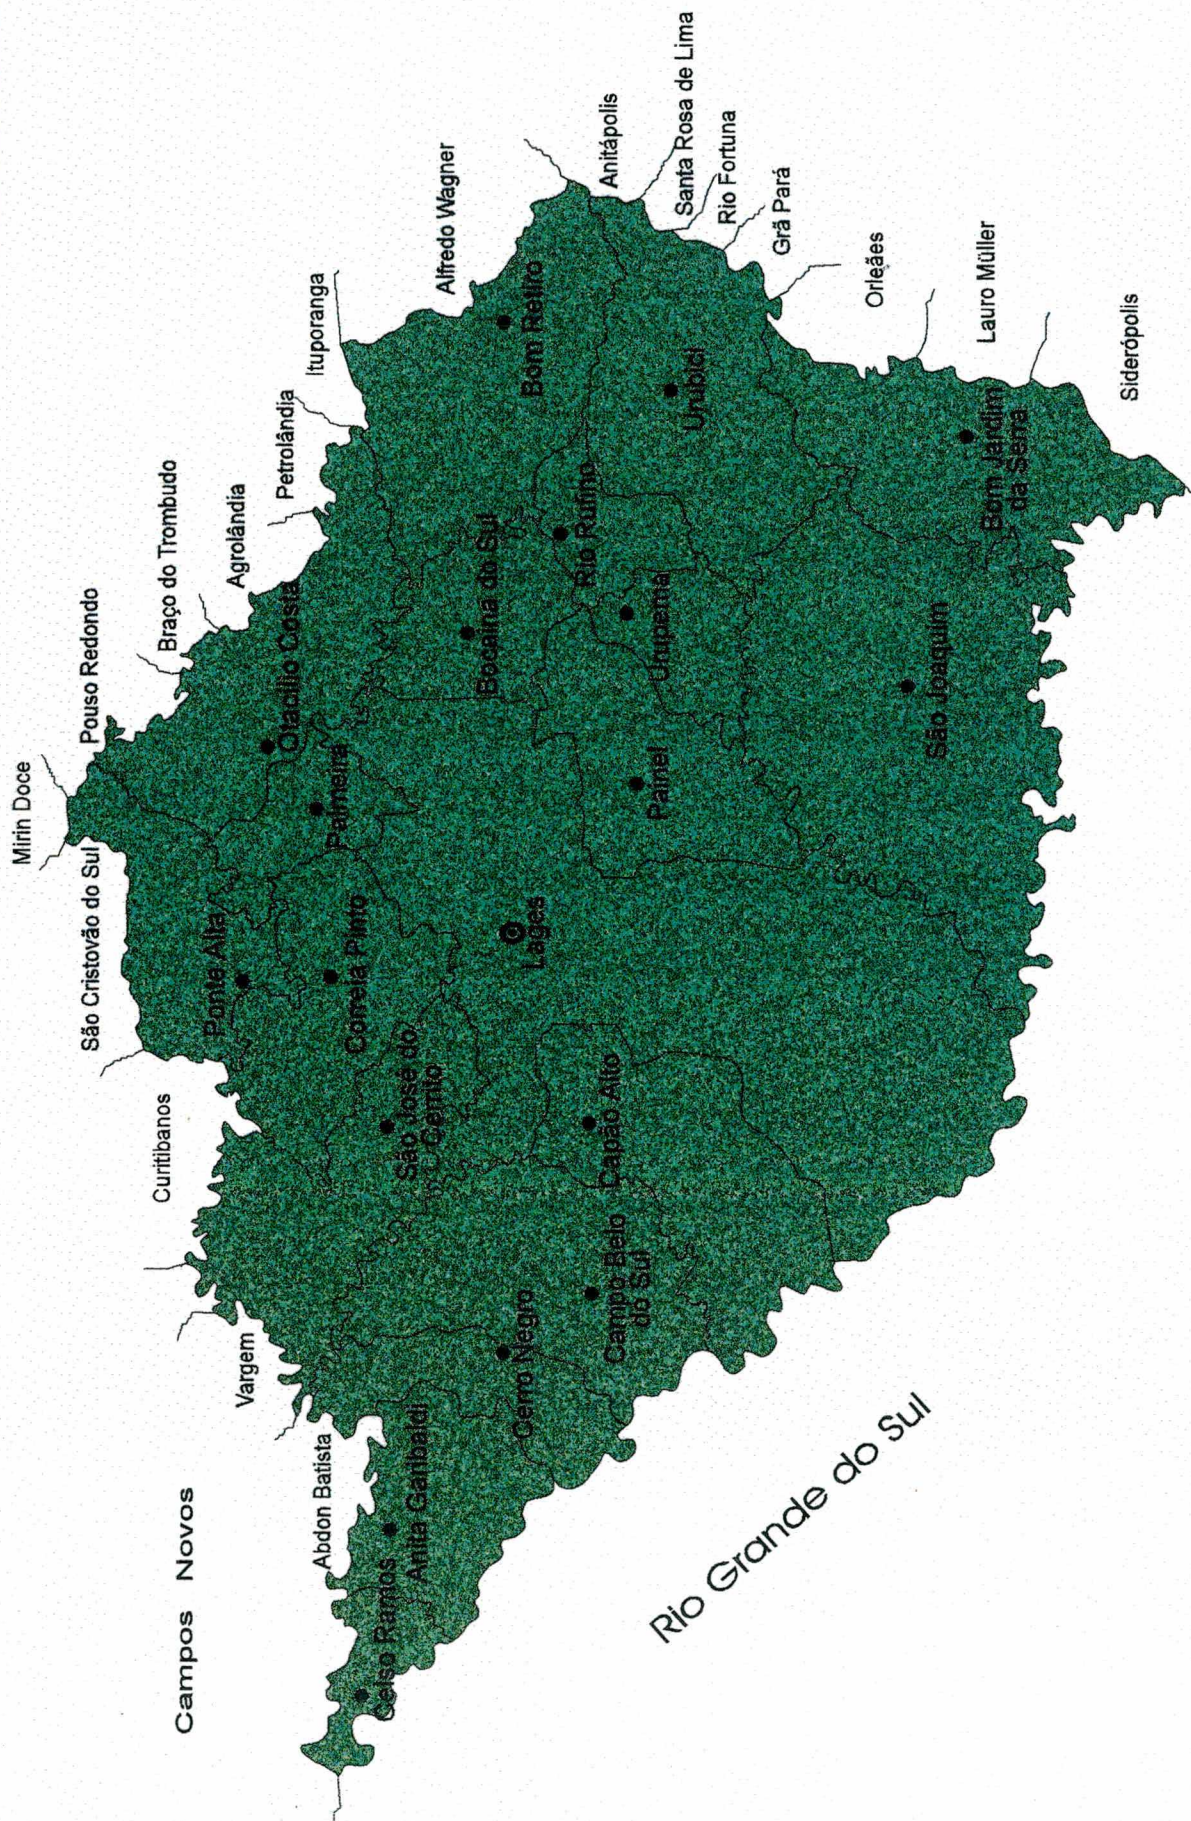 Campos Novos
Mirin Doce
Pouso Redondo
São Cristovão do Sul
Braço do Trombudo
Agrolândia
Petrolândia
Ituporanga
Alfredo Wagner
Anitápolis
Santa Rosa de Lima
Rio Fortuna
Grã Pará
Orleães
Lauro Müller
Siderópolis
Curitibanos
Vargem
Abdon Batista
Celso Ramos
Anita Garibaldi
Cerro Negro
Campo Belo
do Sul
Capão Alto
São José do
Cerrito
Correia Pinto
Ponte Alta
Palmeira
Otacílio Costa
Lages
Bocaina do Sul
Painel
Urupema
Rio Rufino
Bom Retiro
Urubici
São Joaquim
Bom Jardim
da Serra
Rio Grande do Sul